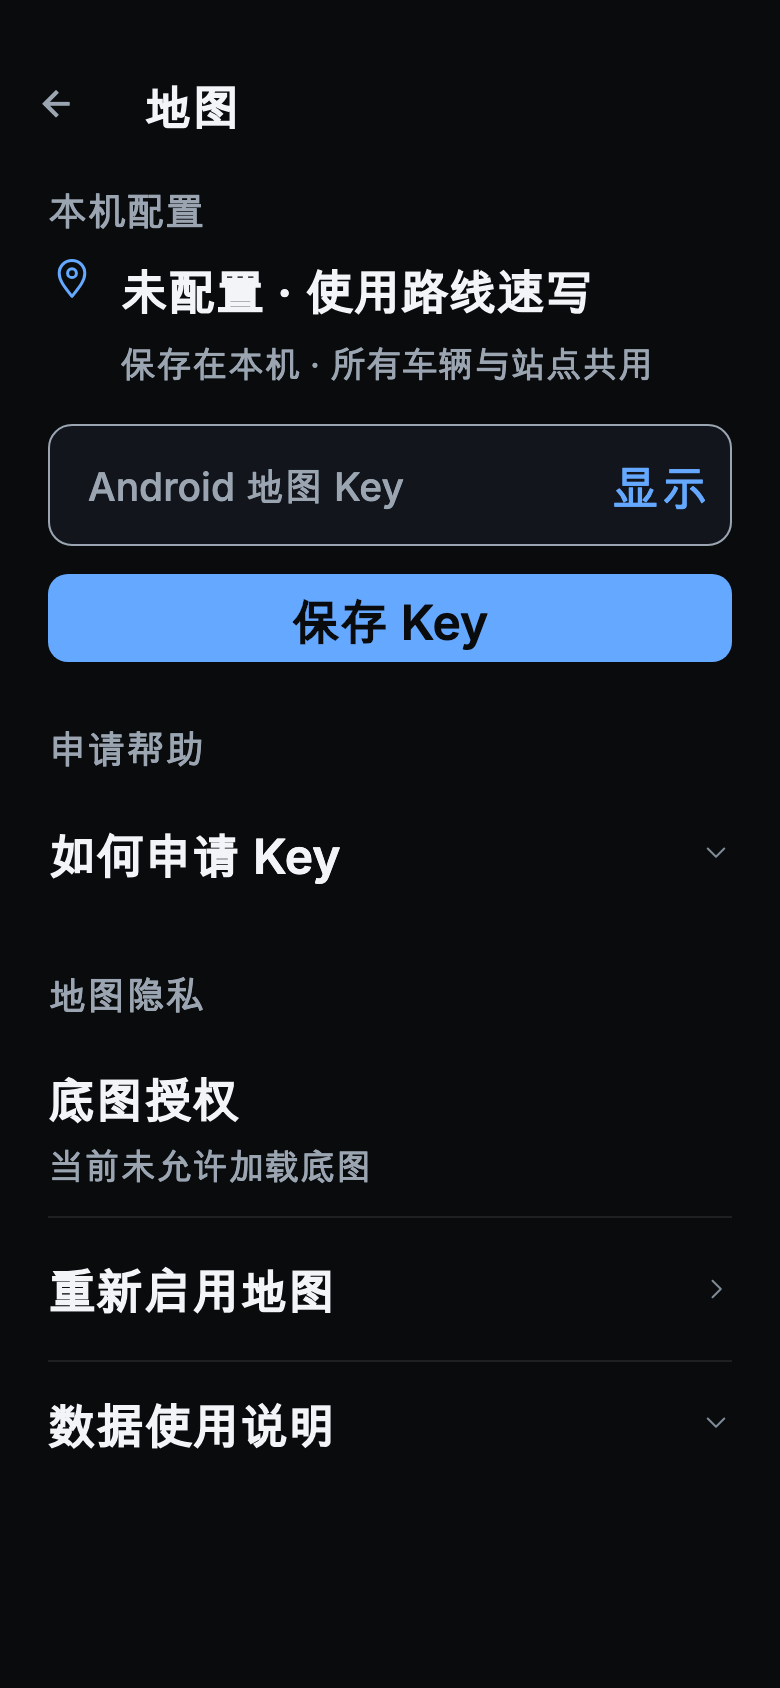 地图
本机配置
未配置 · 使用路线速写
保存在本机 · 所有车辆与站点共用
Android 地图 Key 显示
保存 Key
申请帮助
如何申请 Key
地图隐私
底图授权
当前未允许加载底图
重新启用地图
数据使用说明